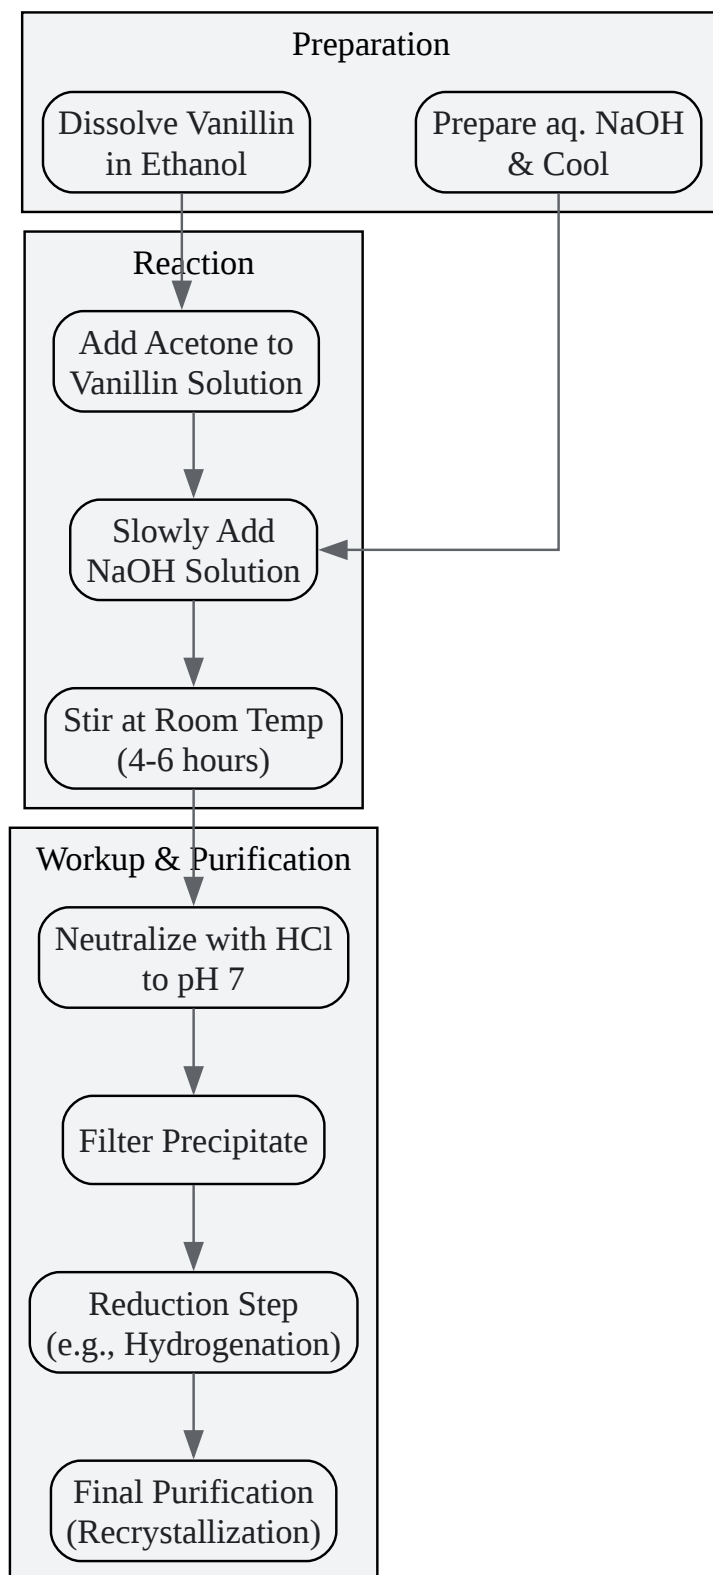 Preparation
Dissolve Vanillin
in Ethanol
Prepare aq. NaOH
& Cool
Reaction
Add Acetone to
Vanillin Solution
Slowly Add
NaOH Solution
Stir at Room Temp
(4-6 hours)
Workup & Purification
Neutralize with HCl
to pH 7
Filter Precipitate
Reduction Step
(e.g., Hydrogenation)
Final Purification
(Recrystallization)